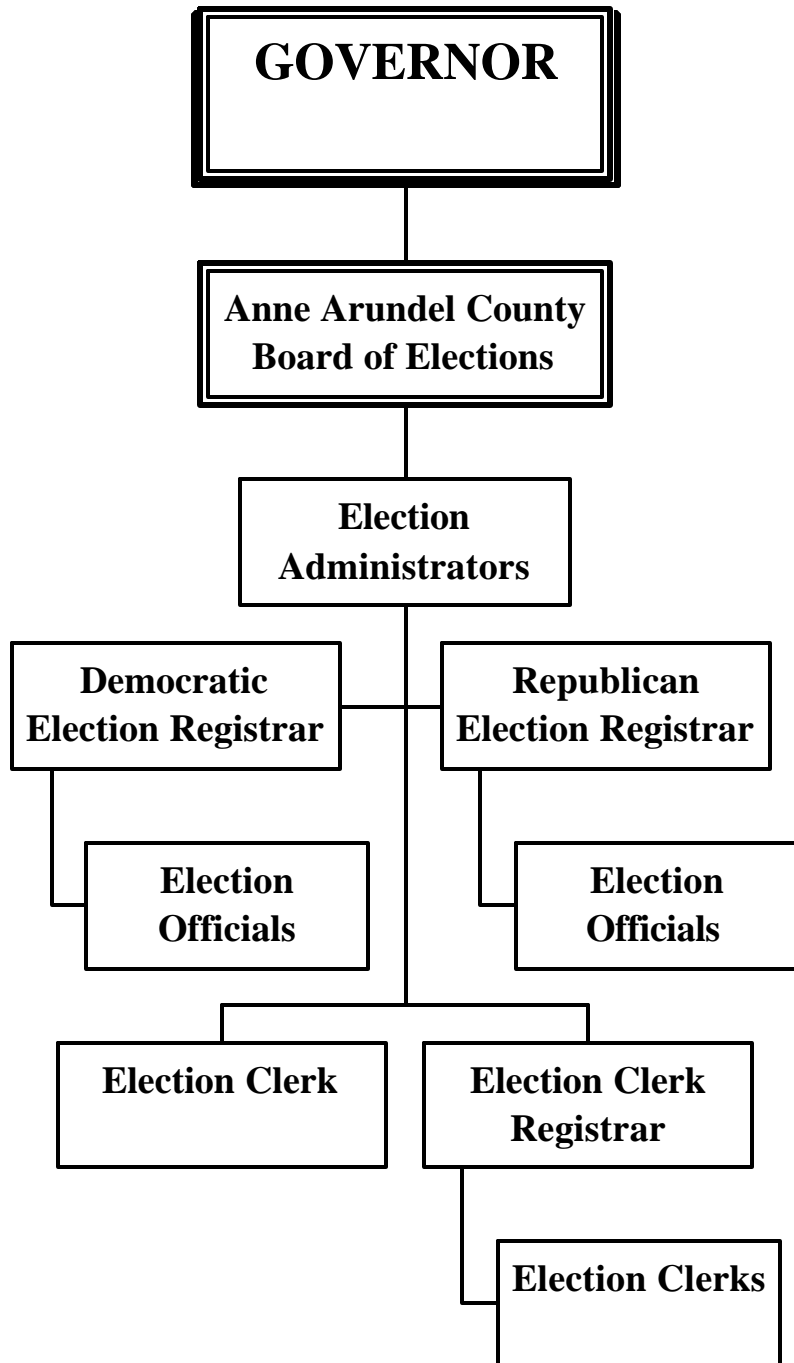 GOVERNOR
Anne Arundel County
Board of Elections
Election
Administrators
Democratic
Election Registrar
Republican
Election Registrar
Election
Officials
Election
Officials
Election Clerk
Election Clerk
Registrar
Election Clerks